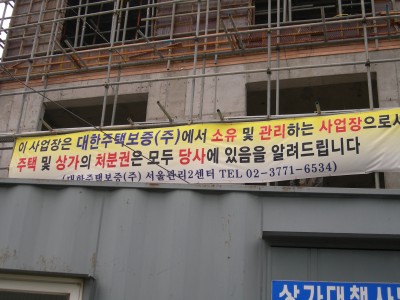 이 사업장은 대한주택보증(주)에서 소유 및 관리하는 사업장으로서
주택 및 상가의 처분권은 모두 당사에 있음을 알려드립니다
(대한주택보증(주) 서울관리2센터 TEL 02-3771-6534)
상가대책사무